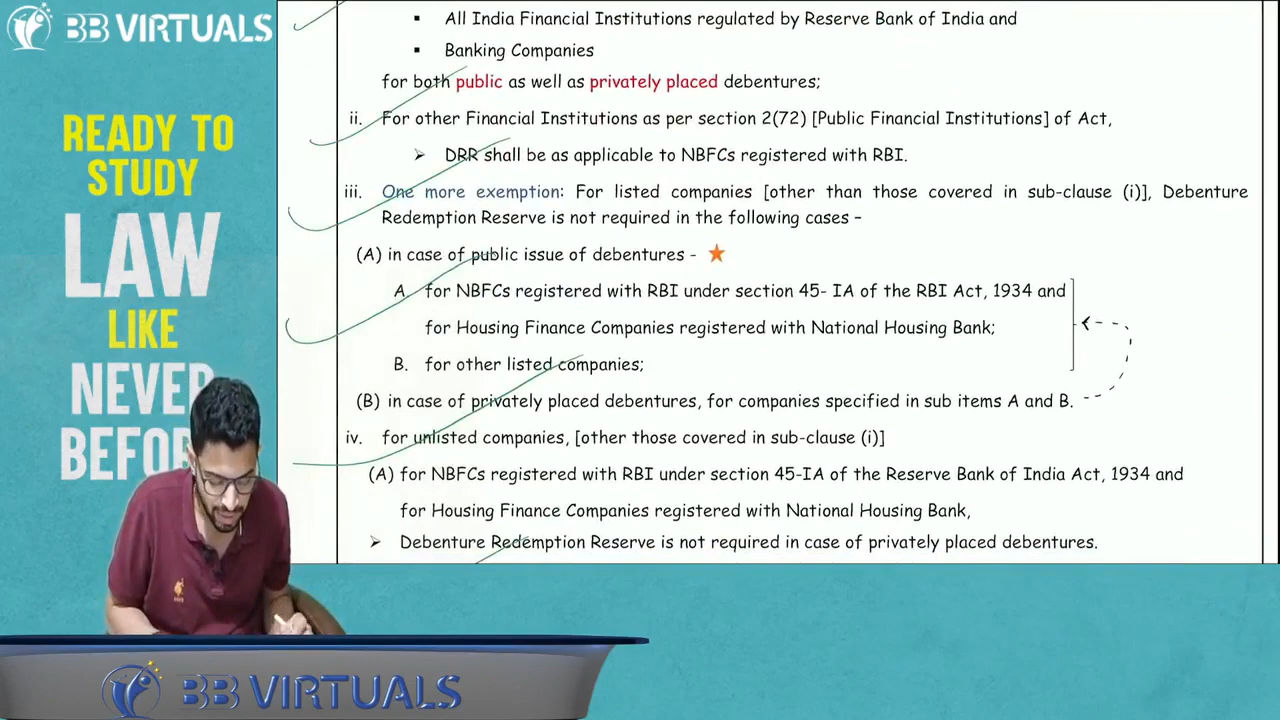 BB VIRTUALS
READY TO
STUDY
LAW
LIKE
NEVER
BEFO
▪ All India Financial Institutions regulated by Reserve Bank of India and
▪ Banking Companies
for both public as well as privately placed debentures;
ii. For other Financial Institutions as per section 2(72) [Public Financial Institutions] of Act,
➢ DRR shall be as applicable to NBFCs registered with RBI.
iii. One more exemption: For listed companies [other than those covered in sub-clause (i)], Debenture
Redemption Reserve is not required in the following cases –
(A) in case of public issue of debentures -
A. for NBFCs registered with RBI under section 45- IA of the RBI Act, 1934 and
for Housing Finance Companies registered with National Housing Bank;
B. for other listed companies;
(B) in case of privately placed debentures, for companies specified in sub items A and B.
iv. for unlisted companies, [other those covered in sub-clause (i)]
(A) for NBFCs registered with RBI under section 45-IA of the Reserve Bank of India Act, 1934 and
for Housing Finance Companies registered with National Housing Bank,
➢ Debenture Redemption Reserve is not required in case of privately placed debentures.
BB VIRTUALS